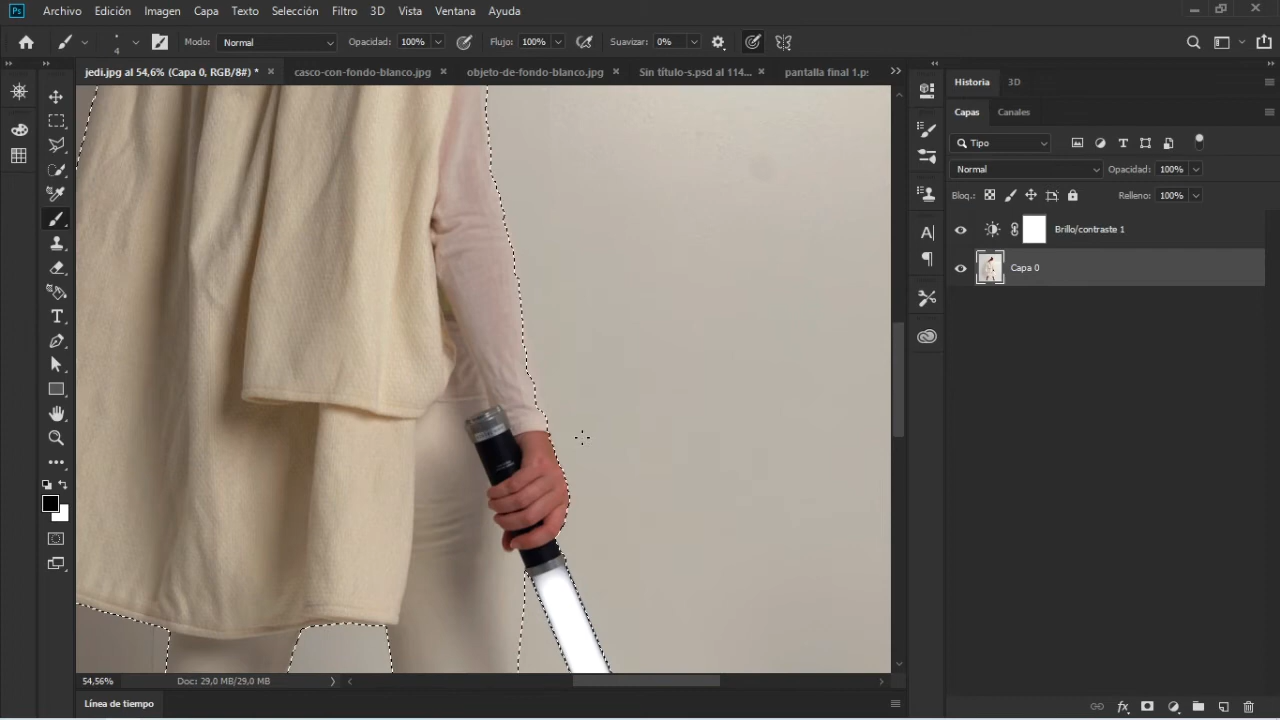 Ps Archivo Edición Imagen Capa Texto Selección Filtro 3D Vista Ventana Ayuda
4 Modo: Normal Opacidad: 100% Flujo: 100% Suavizar: 0%
jedi.jpg al 54,6% (Capa 0, RGB/8#) * × casco-con-fondo-blanco.jpg × objeto-de-fondo-blanco.jpg × Sin título-s.psd al 114... × pantalla final 1.ps
Historia 3D
Capas Canales
Tipo
Normal Opacidad: 100%
Bloq.: Relleno: 100%
Brillo/contraste 1
Capa 0
54,56% Doc: 29,0 MB/29,0 MB
Línea de tiempo